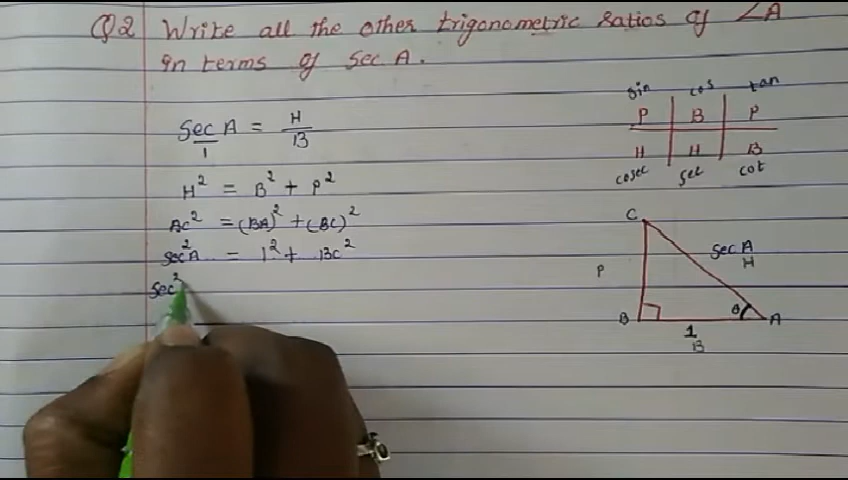 Q2 Write all the other trigonometric ratios of ∠A
in terms of Sec A.
Sec A = H / B
1
H² = B² + P²
AC² = (BA)² + (BC)²
Sec²A = 1² + BC²
Sec²
sin cos tan
P B P
H H B
cosec sec cot
C
Sec A
H
P
B θ A
1
B